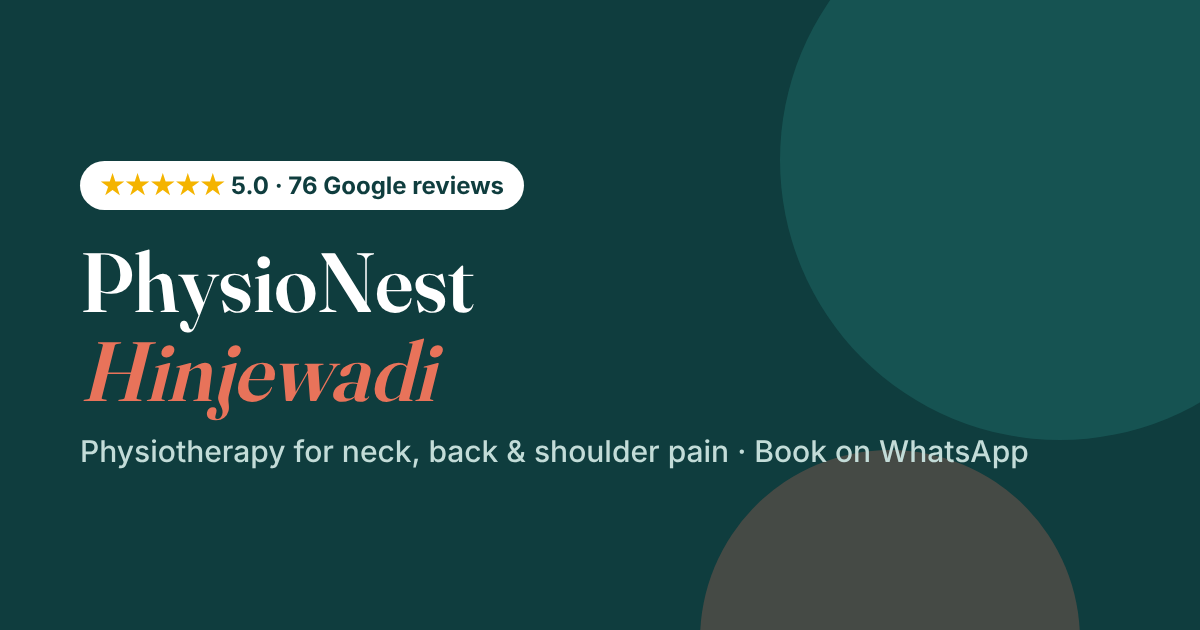 ★★★★★ 5.0 · 76 Google reviews
PhysioNest
Hinjewadi
Physiotherapy for neck, back & shoulder pain · Book on WhatsApp